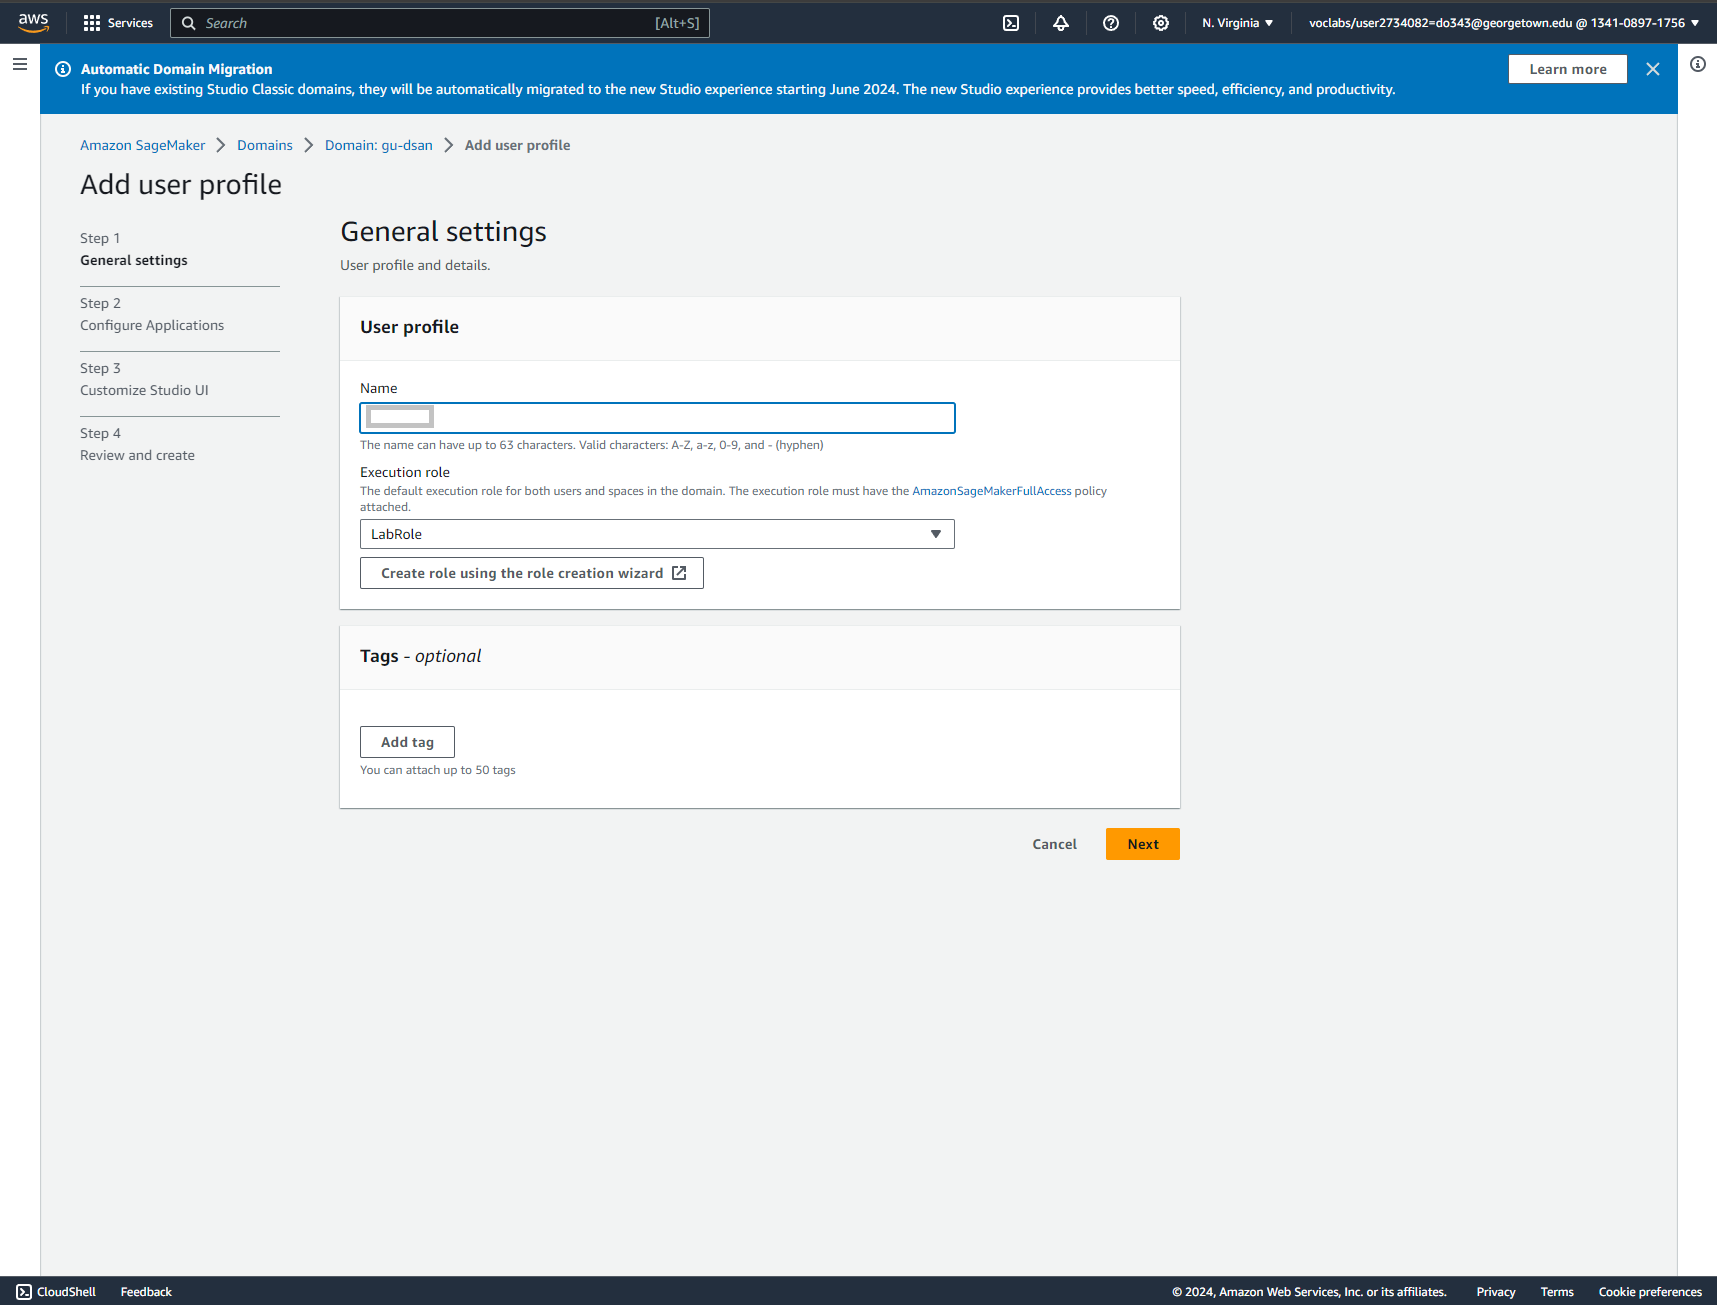 aws
Services
Search
[Alt+S]
N. Virginia
voclabs/user2734082=do343@georgetown.edu @ 1341-0897-1756
Automatic Domain Migration
If you have existing Studio Classic domains, they will be automatically migrated to the new Studio experience starting June 2024. The new Studio experience provides better speed, efficiency, and productivity.
Learn more
Amazon SageMaker
Domains
Domain: gu-dsan
Add user profile
Add user profile
Step 1
General settings
Step 2
Configure Applications
Step 3
Customize Studio UI
Step 4
Review and create
General settings
User profile and details.
User profile
Name
The name can have up to 63 characters. Valid characters: A-Z, a-z, 0-9, and - (hyphen)
Execution role
The default execution role for both users and spaces in the domain. The execution role must have the AmazonSageMakerFullAccess policy
attached.
LabRole
Create role using the role creation wizard
Tags - optional
Add tag
You can attach up to 50 tags
Cancel
Next
CloudShell
Feedback
© 2024, Amazon Web Services, Inc. or its affiliates.
Privacy
Terms
Cookie preferences